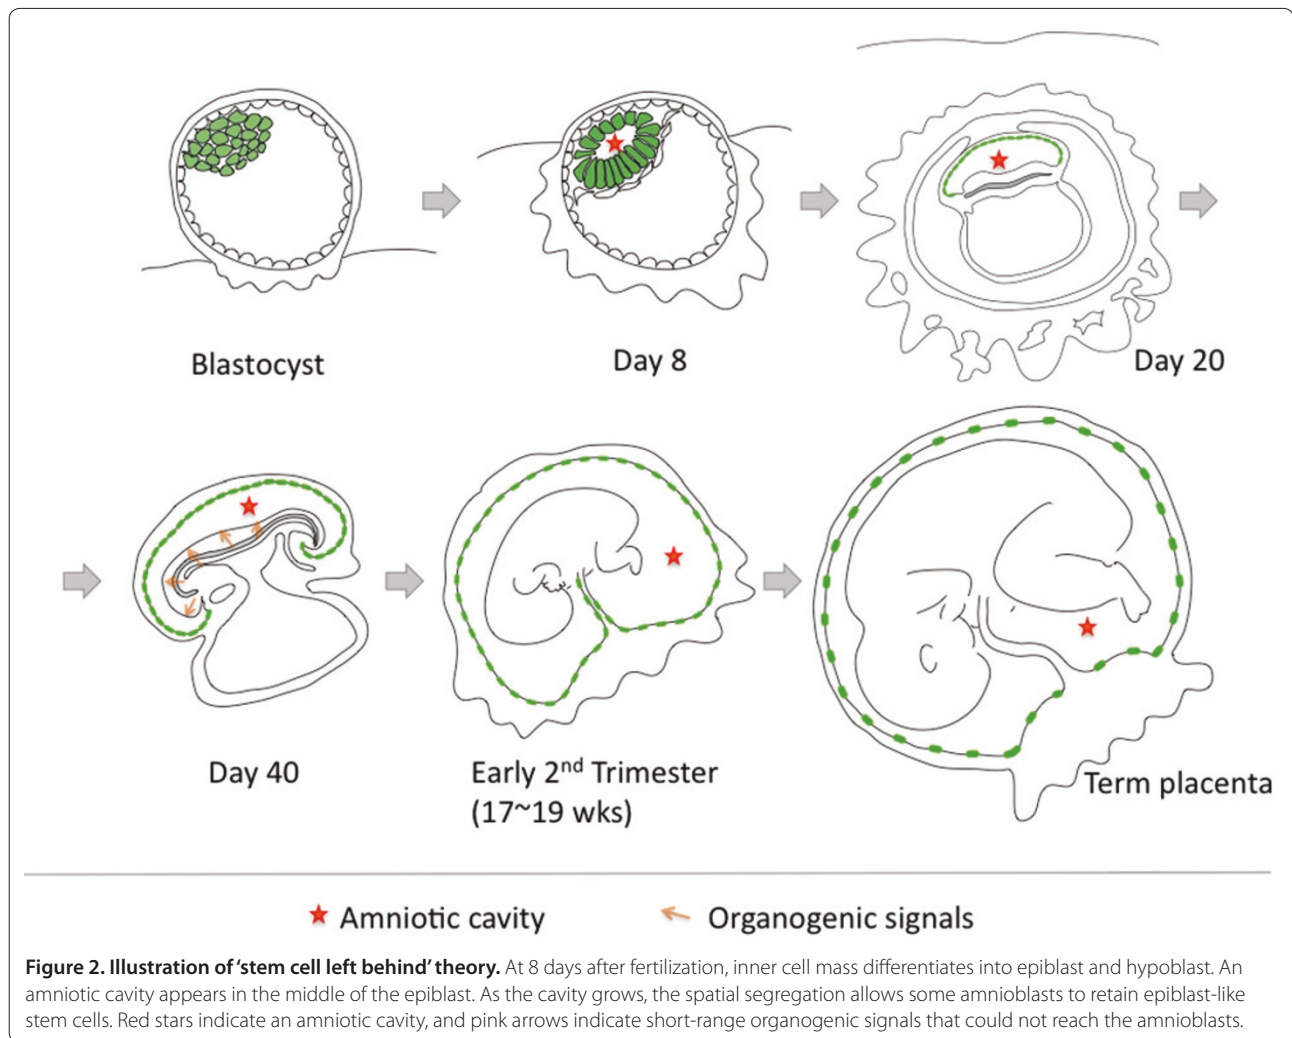 Blastocyst
Day 8
Day 20
Day 40
Early 2nd Trimester
(17~19 wks)
Term placenta
Amniotic cavity
Organogenic signals
Figure 2. Illustration of 'stem cell left behind' theory. At 8 days after fertilization, inner cell mass differentiates into epiblast and hypoblast. An
amniotic cavity appears in the middle of the epiblast. As the cavity grows, the spatial segregation allows some amnioblasts to retain epiblast-like
stem cells. Red stars indicate an amniotic cavity, and pink arrows indicate short-range organogenic signals that could not reach the amnioblasts.